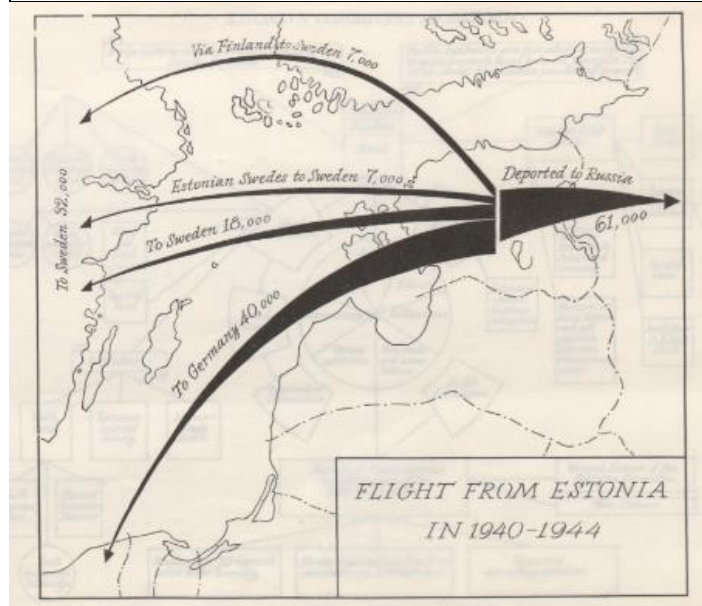 Via Finland to Sweden 7,000
Estonian Swedes to Sweden 7,000
Deported to Russia
61,000
To Sweden 32,000
To Sweden 18,000
To Germany 40,000
FLIGHT FROM ESTONIA
IN 1940-1944